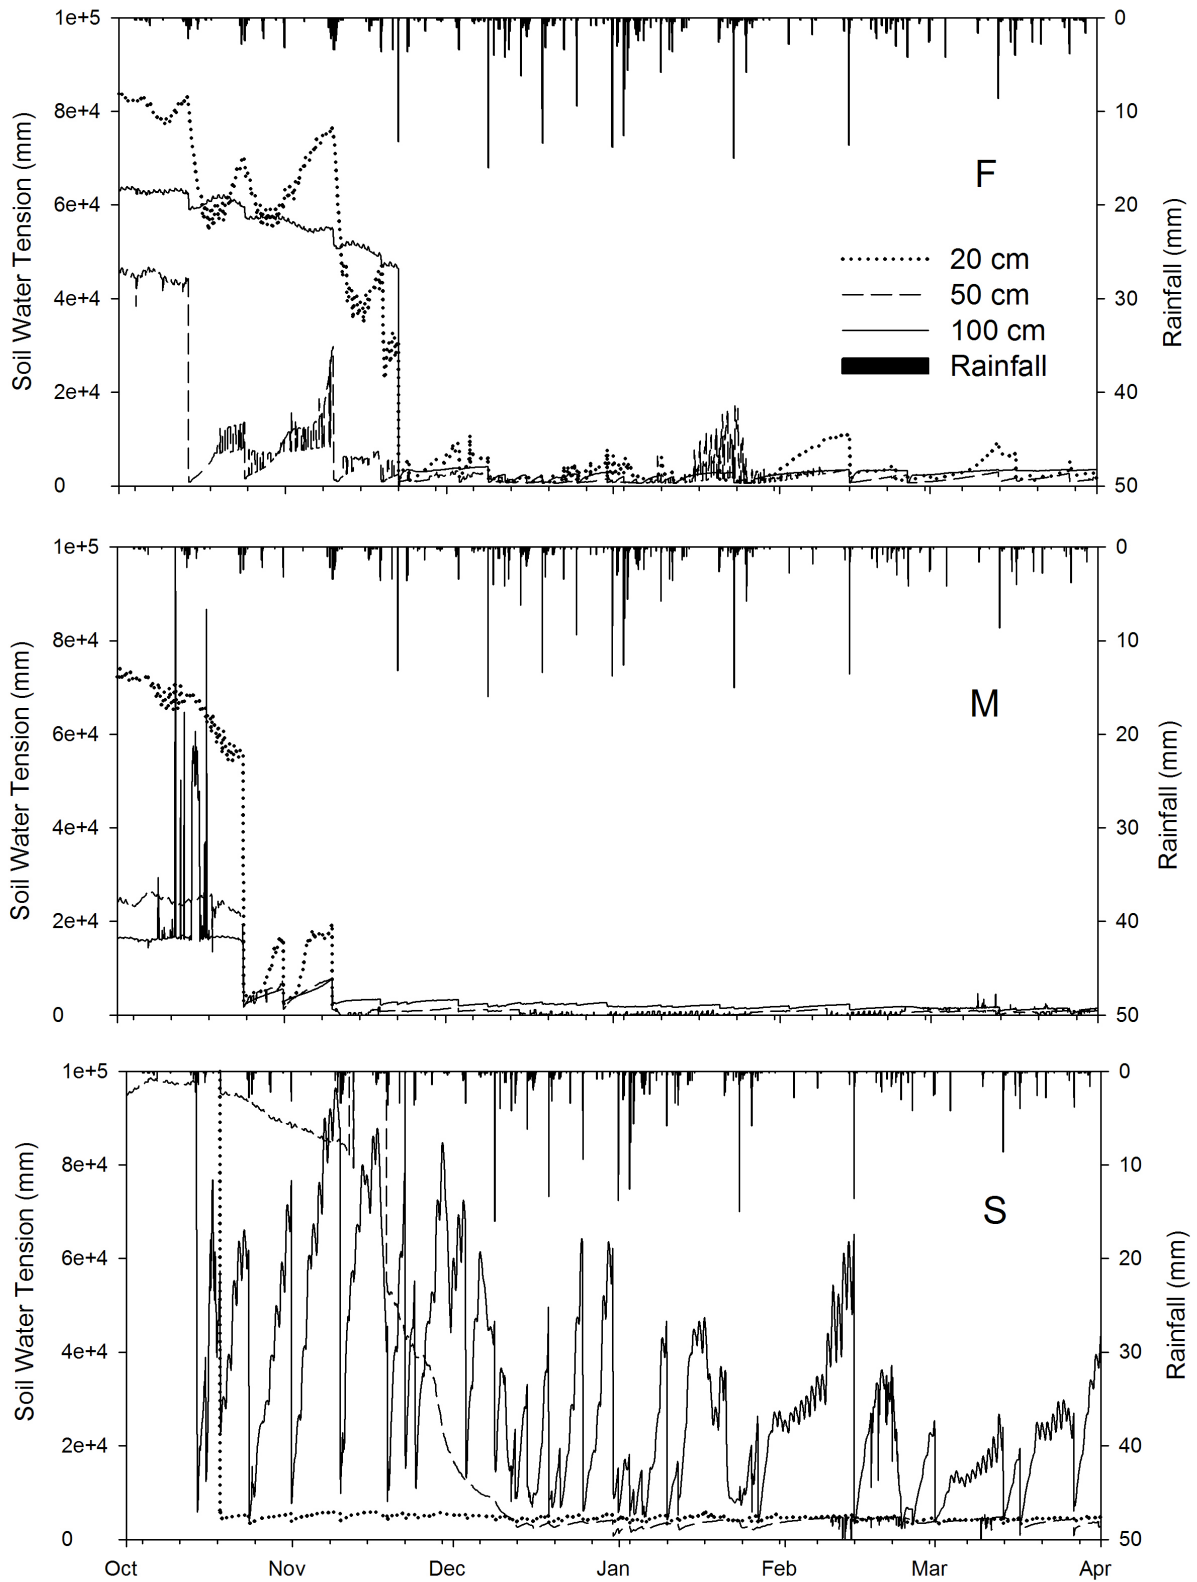 1e+5
8e+4
6e+4
4e+4
2e+4
0
Soil Water Tension (mm)
0
10
20
30
40
50
Rainfall (mm)
F
20 cm
50 cm
100 cm
Rainfall
1e+5
8e+4
6e+4
4e+4
2e+4
0
Soil Water Tension (mm)
0
10
20
30
40
50
Rainfall (mm)
M
1e+5
8e+4
6e+4
4e+4
2e+4
0
Soil Water Tension (mm)
0
10
20
30
40
50
Rainfall (mm)
S
Oct Nov Dec Jan Feb Mar Apr